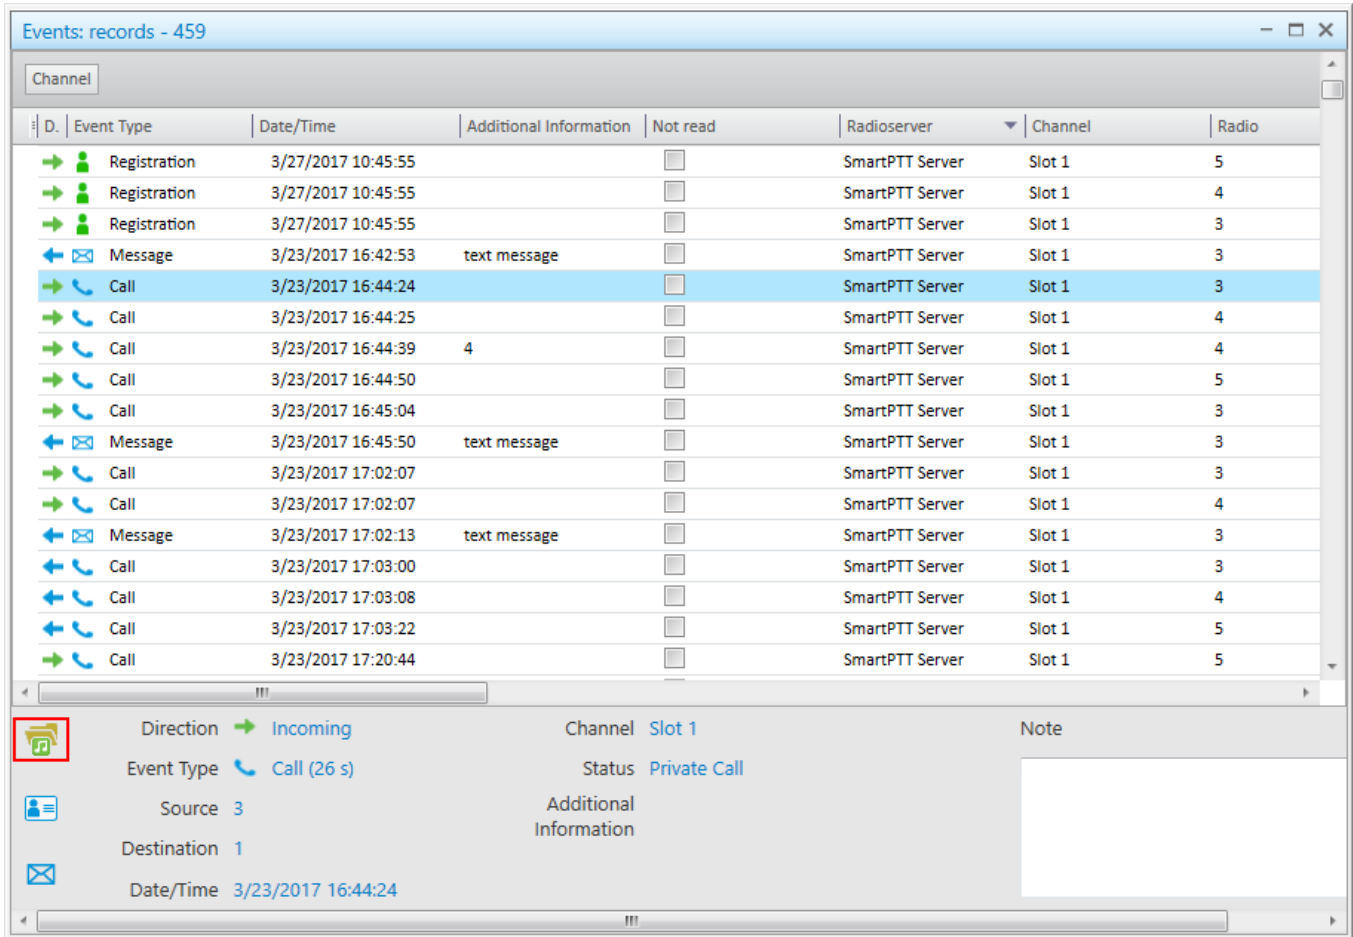 Events: records - 459
Channel
D. Event Type Date/Time Additional Information Not read Radioserver Channel Radio
Registration 3/27/2017 10:45:55 SmartPTT Server Slot 1 5
Registration 3/27/2017 10:45:55 SmartPTT Server Slot 1 4
Registration 3/27/2017 10:45:55 SmartPTT Server Slot 1 3
Message 3/23/2017 16:42:53 text message SmartPTT Server Slot 1 3
Call 3/23/2017 16:44:24 SmartPTT Server Slot 1 3
Call 3/23/2017 16:44:25 SmartPTT Server Slot 1 4
Call 3/23/2017 16:44:39 4 SmartPTT Server Slot 1 4
Call 3/23/2017 16:44:50 SmartPTT Server Slot 1 5
Call 3/23/2017 16:45:04 SmartPTT Server Slot 1 3
Message 3/23/2017 16:45:50 text message SmartPTT Server Slot 1 3
Call 3/23/2017 17:02:07 SmartPTT Server Slot 1 3
Call 3/23/2017 17:02:07 SmartPTT Server Slot 1 4
Message 3/23/2017 17:02:13 text message SmartPTT Server Slot 1 3
Call 3/23/2017 17:03:00 SmartPTT Server Slot 1 3
Call 3/23/2017 17:03:08 SmartPTT Server Slot 1 4
Call 3/23/2017 17:03:22 SmartPTT Server Slot 1 5
Call 3/23/2017 17:20:44 SmartPTT Server Slot 1 5
Direction Incoming Channel Slot 1 Note
Event Type Call (26 s) Status Private Call
Source 3 Additional
Information
Destination 1
Date/Time 3/23/2017 16:44:24